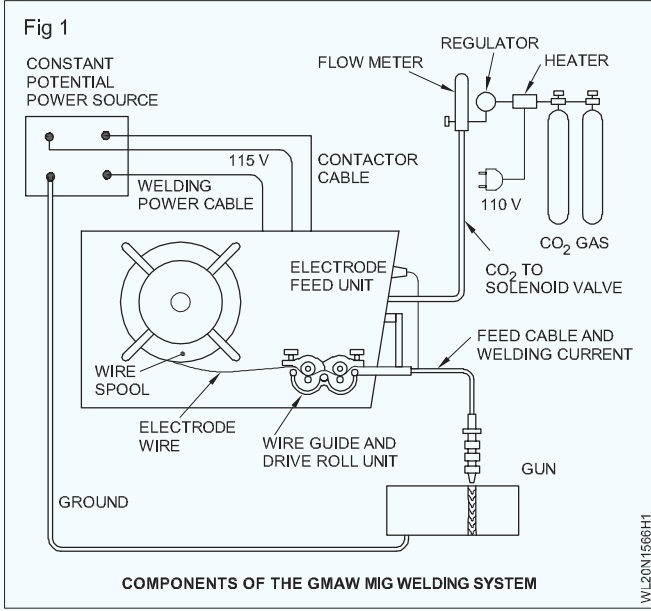 Fig 1
CONSTANT
POTENTIAL
POWER SOURCE
FLOW METER
REGULATOR
HEATER
115 V
CONTACTOR
CABLE
WELDING
POWER CABLE
110 V
CO2 GAS
ELECTRODE
FEED UNIT
CO2 TO
SOLENOID VALVE
FEED CABLE AND
WELDING CURRENT
WIRE
SPOOL
ELECTRODE
WIRE
WIRE GUIDE AND
DRIVE ROLL UNIT
GUN
GROUND
COMPONENTS OF THE GMAW MIG WELDING SYSTEM
WL20N1566H1